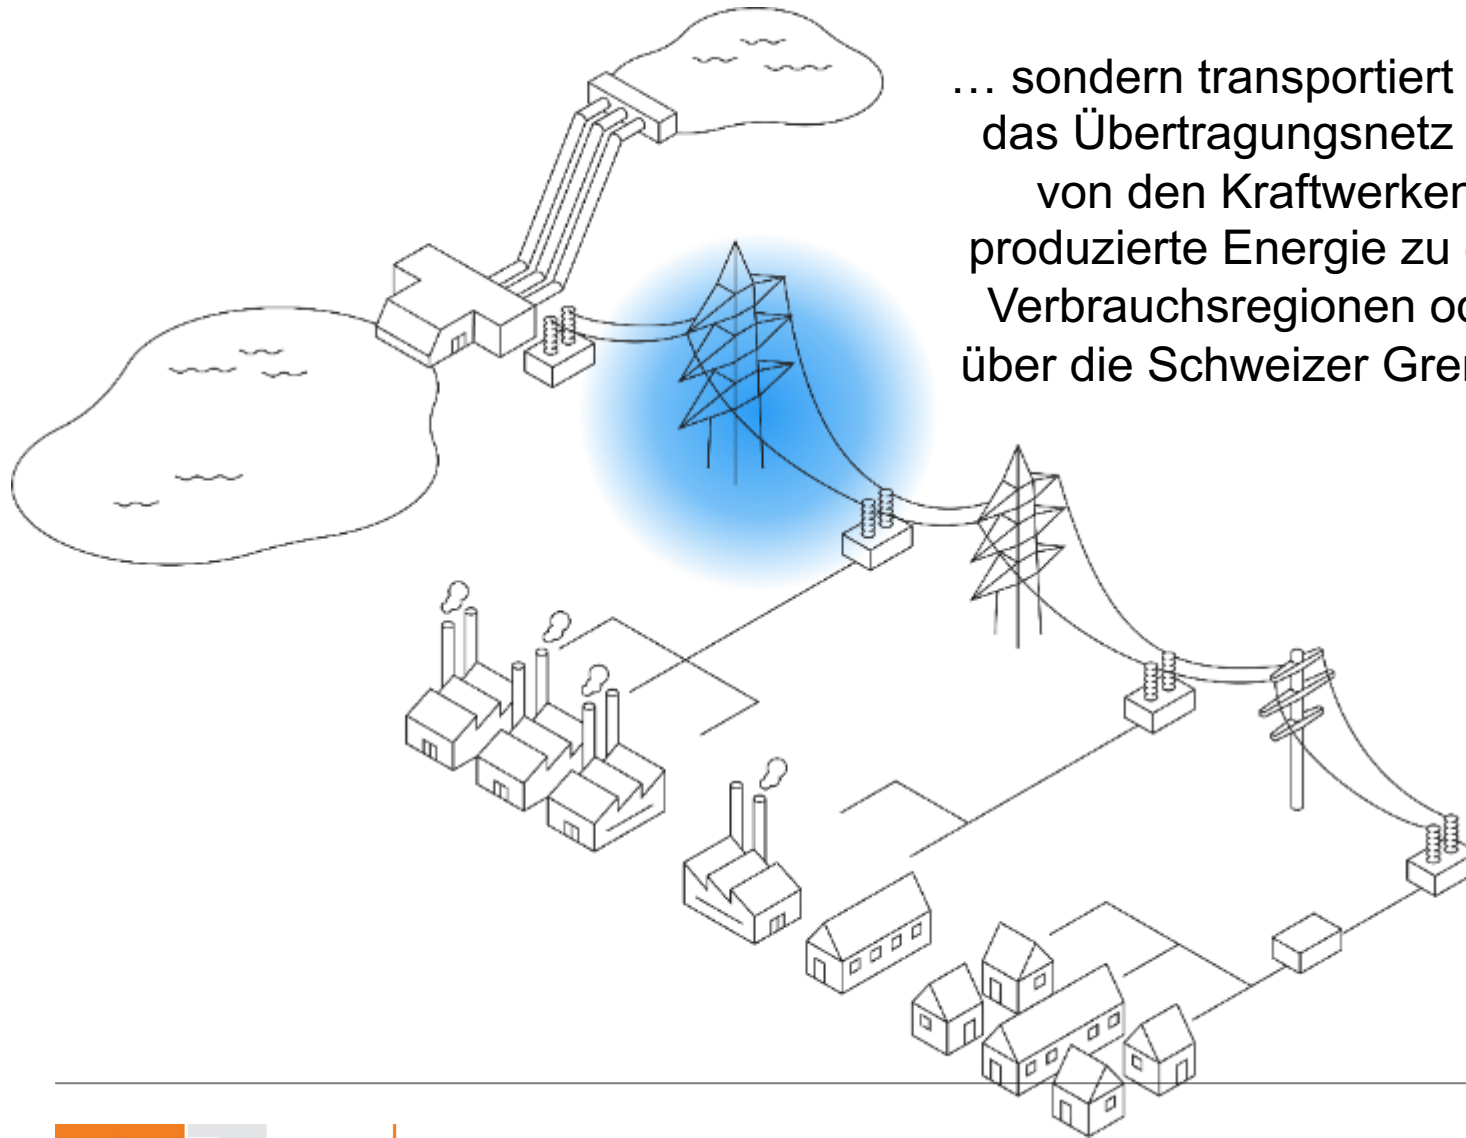 … sondern transportiert
das Übertragungsnetz
von den Kraftwerken
produzierte Energie zu
Verbrauchsregionen
über die Schweizer